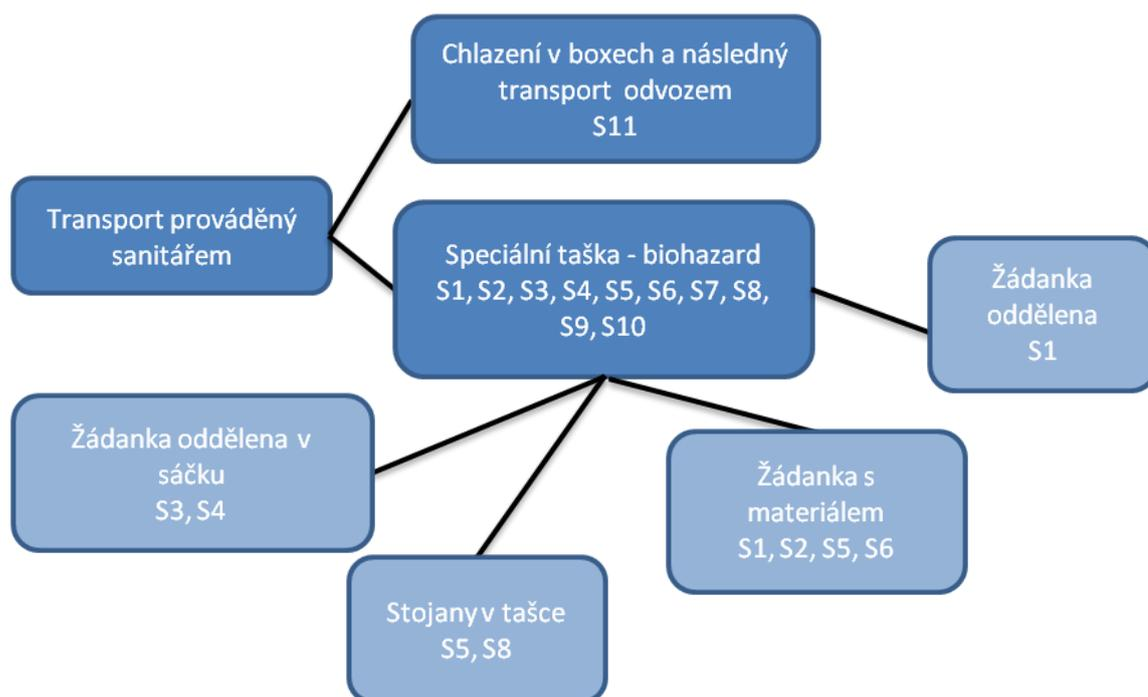 Chlazení v boxech a následný
transport odvozem
S11
Transport prováděný
sanitářem
Speciální taška - biohazard
S1, S2, S3, S4, S5, S6, S7, S8,
S9, S10
Žádanka
oddělena
S1
Žádanka oddělena v
sáčku
S3, S4
Žádanka s
materiálem
S1, S2, S5, S6
Stojany v tašce
S5, S8